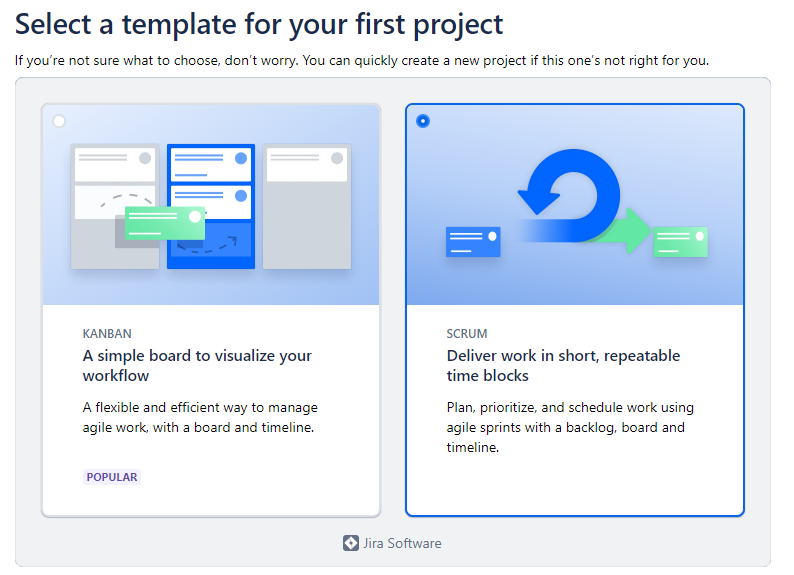 Select a template for your first project
If you’re not sure what to choose, don’t worry. You can quickly create a new project if this one’s not right for you.
KANBAN
A simple board to visualize your
workflow
A flexible and efficient way to manage
agile work, with a board and timeline.
POPULAR
SCRUM
Deliver work in short, repeatable
time blocks
Plan, prioritize, and schedule work using
agile sprints with a backlog, board and
timeline.
Jira Software